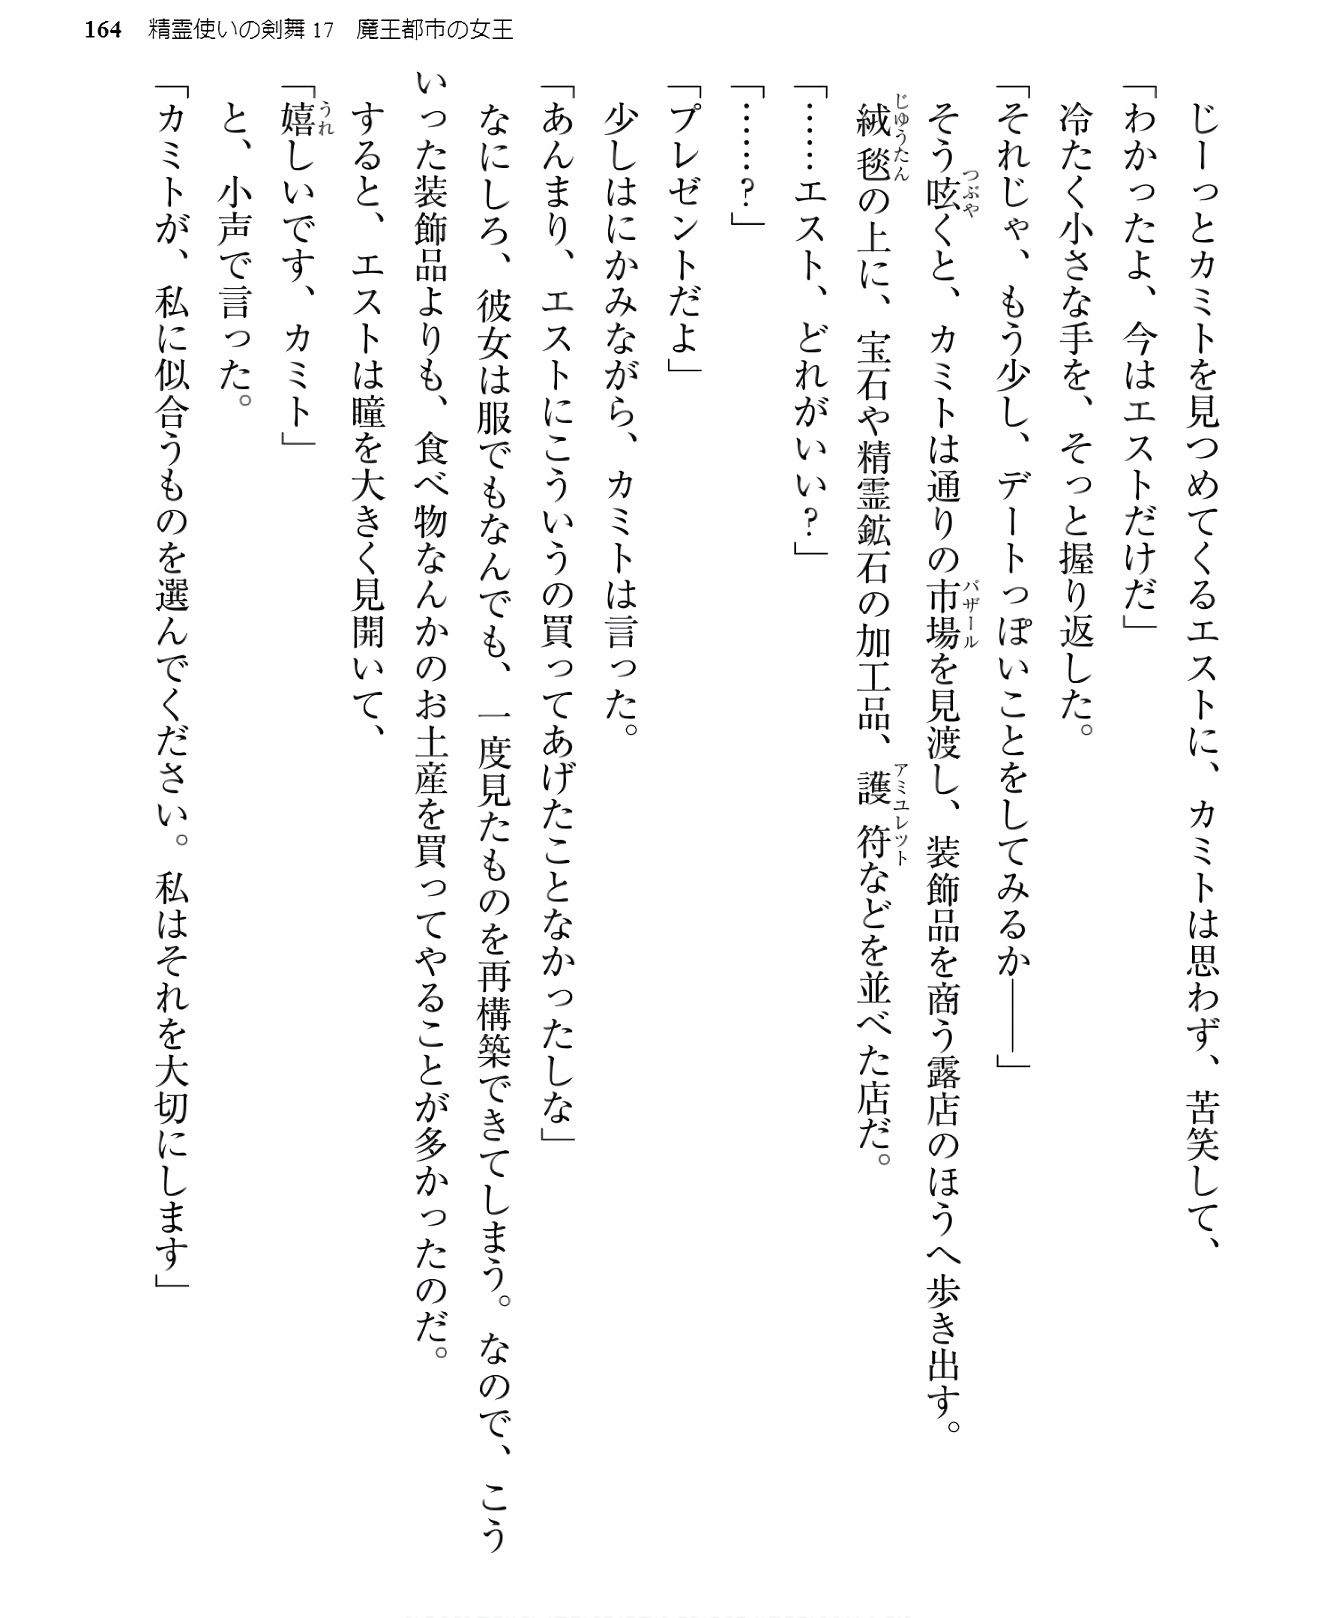 164 精霊使いの剣舞17 魔王都市の女王
じーっとカミトを見つめてくるエストに、カミトは思わず、苦笑して、
「わかったよ、今はエストだけだ」
冷たく小さな手を、そっと握り返した。
「それじゃ、もう少し、デートっぽいことをしてみるか――」
そう呟くと、カミトは通りの市場を見渡し、装飾品を商う露店のほうへ歩き出す。
絨毯の上に、宝石や精霊鉱石の加工品、護符などを並べた店だ。
「……エスト、どれがいい?」
「……?」
「プレゼントだよ」
少しはにかみながら、カミトは言った。
「あんまり、エストにこういうの買ってあげたことなかったしな」
なにしろ、彼女は服でもなんでも、一度見たものを再構築できてしまう。なので、こう
いった装飾品よりも、食べ物なんかのお土産を買ってやることが多かったのだ。
すると、エストは瞳を大きく見開いて、
「嬉しいです、カミト」
と、小声で言った。
「カミトが、私に似合うものを選んでください。私はそれを大切にします」